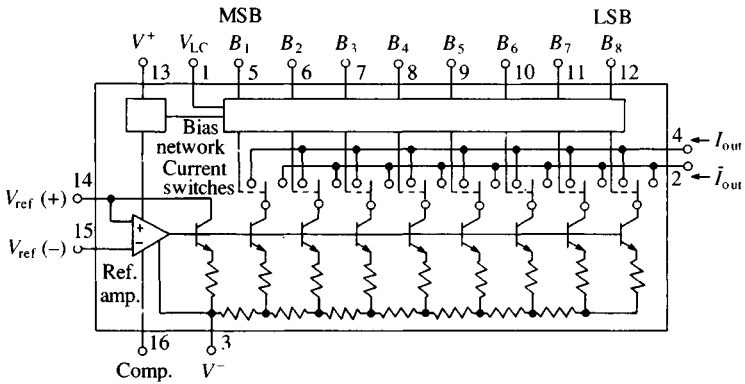 MSB LSB
V⁺ V_LC B₁ B₂ B₃ B₄ B₅ B₆ B₇ B₈
13 1 5 6 7 8 9 10 11 12
Bias
network
Current
switches
4 I_out
2 Ī_out
14
V_ref (+)
15
V_ref (−)
+
−
Ref.
amp.
16 3
Comp. V⁻